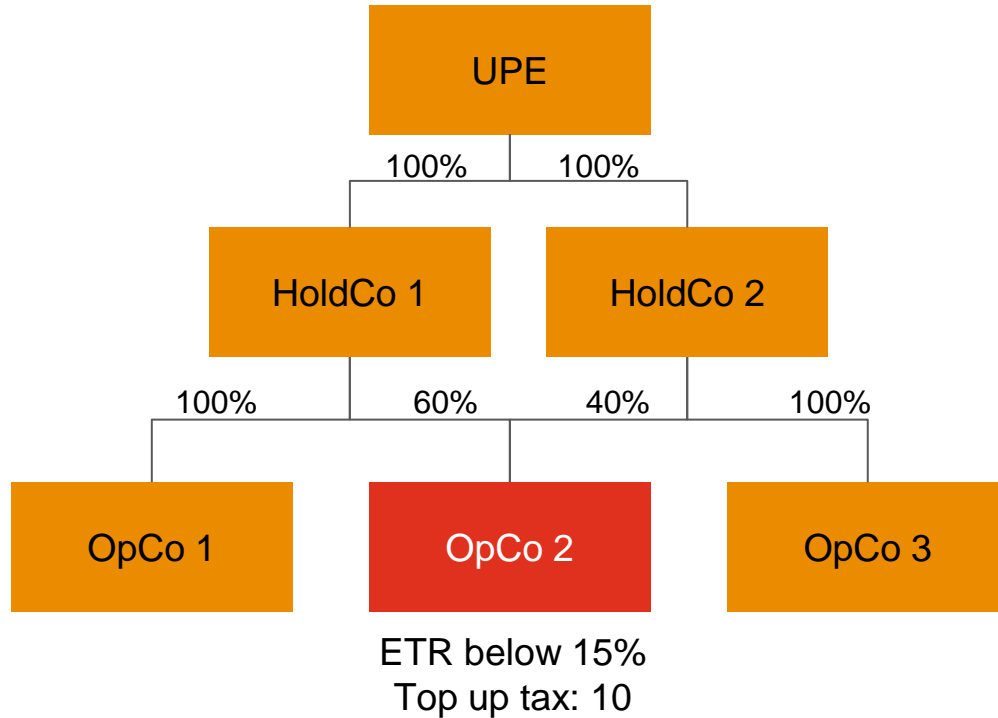 UPE
100%
100%
HoldCo 1
HoldCo 2
100%
60%
40%
100%
OpCo 1
OpCo 2
OpCo 3
ETR below 15%
Top up tax: 10